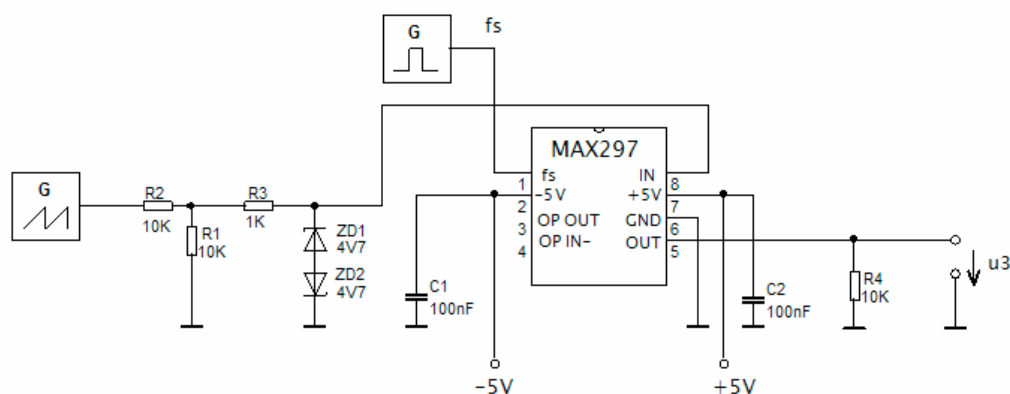 G
fs
MAX297
fs
IN
1
8
-5V
+5V
2
7
OP OUT
GND
3
6
OP IN-
OUT
4
5
G
R2
10K
R3
1K
R1
10K
ZD1
4V7
ZD2
4V7
C1
100nF
C2
100nF
R4
10K
u3
-5V
+5V